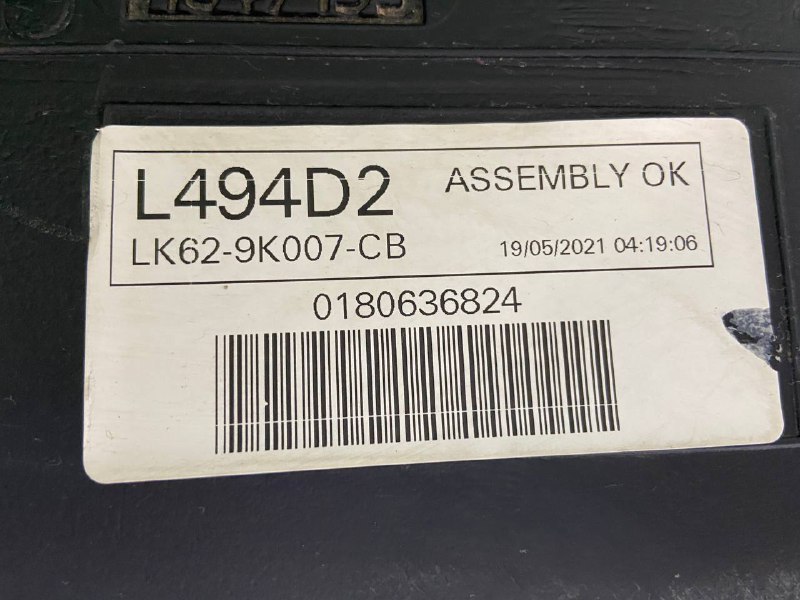 L494D2
ASSEMBLY OK
LK62-9K007-CB
19/05/2021 04:19:06
0180636824